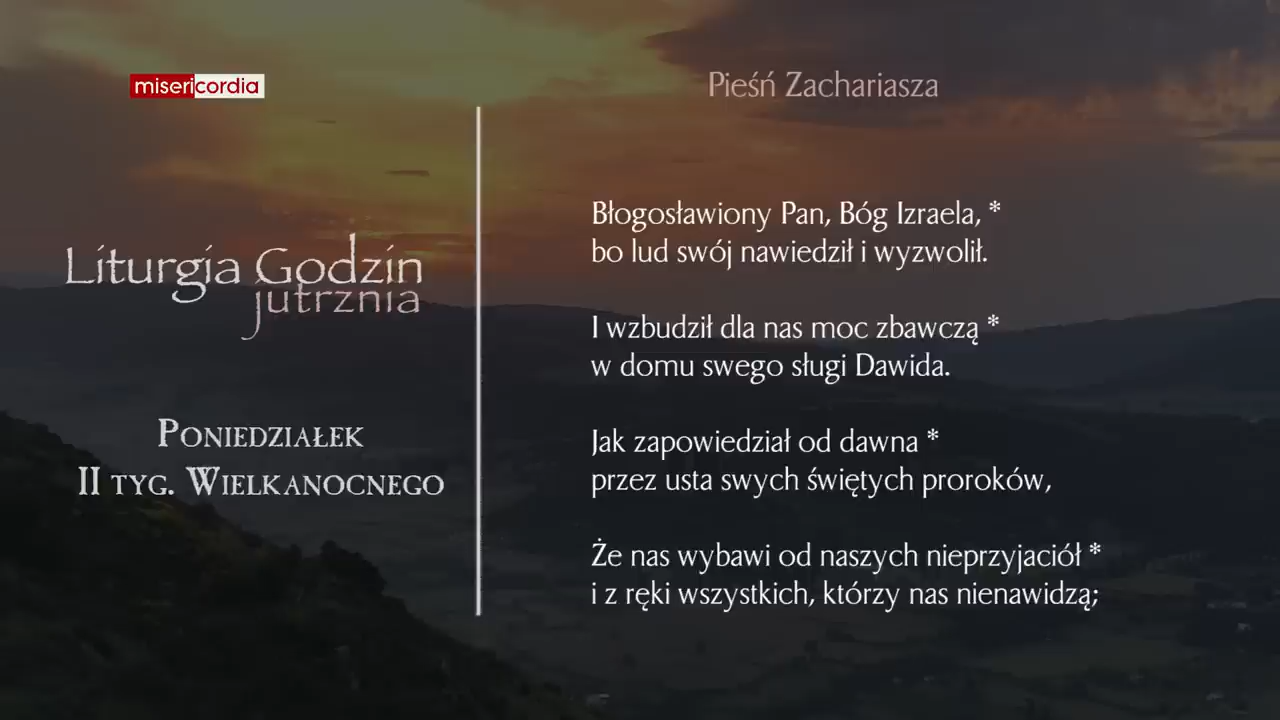 misericordia
Liturgia Godzin
jutrznia
Poniedziałek
II tyg. Wielkanocnego
Pieśń Zachariasza
Błogosławiony Pan, Bóg Izraela, *
bo lud swój nawiedził i wyzwolił.
I wzbudził dla nas moc zbawczą *
w domu swego sługi Dawida.
Jak zapowiedział od dawna *
przez usta swych świętych proroków,
Że nas wybawi od naszych nieprzyjaciół *
i z ręki wszystkich, którzy nas nienawidzą;